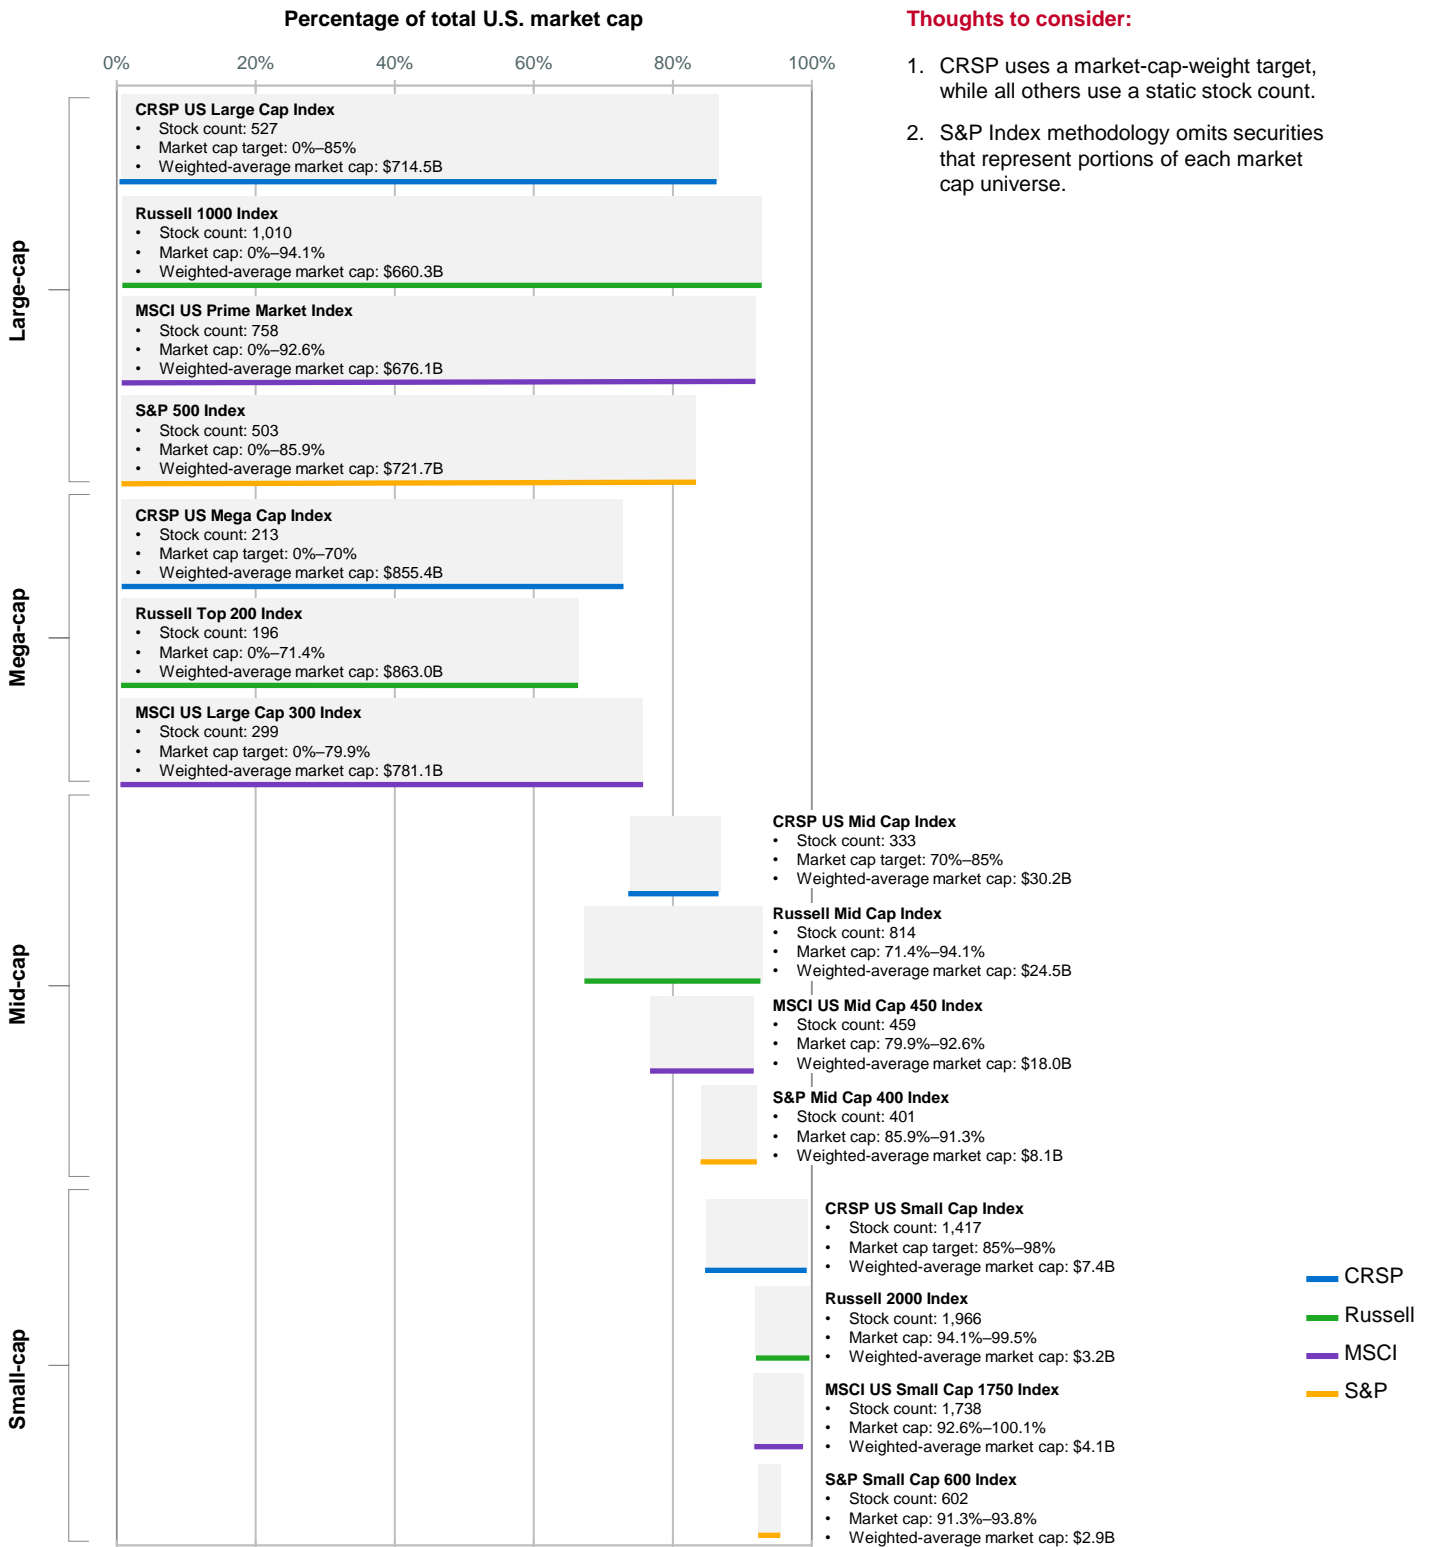 Percentage of total U.S. market cap
0% 20% 40% 60% 80% 100%
Thoughts to consider:
1. CRSP uses a market-cap-weight target,
while all others use a static stock count.
2. S&P Index methodology omits securities
that represent portions of each market
cap universe.
Large-cap
CRSP US Large Cap Index
• Stock count: 527
• Market cap target: 0%–85%
• Weighted-average market cap: $714.5B
Russell 1000 Index
• Stock count: 1,010
• Market cap: 0%–94.1%
• Weighted-average market cap: $660.3B
MSCI US Prime Market Index
• Stock count: 758
• Market cap: 0%–92.6%
• Weighted-average market cap: $676.1B
S&P 500 Index
• Stock count: 503
• Market cap: 0%–85.9%
• Weighted-average market cap: $721.7B
Mega-cap
CRSP US Mega Cap Index
• Stock count: 213
• Market cap target: 0%–70%
• Weighted-average market cap: $855.4B
Russell Top 200 Index
• Stock count: 196
• Market cap: 0%–71.4%
• Weighted-average market cap: $863.0B
MSCI US Large Cap 300 Index
• Stock count: 299
• Market cap target: 0%–79.9%
• Weighted-average market cap: $781.1B
Mid-cap
CRSP US Mid Cap Index
• Stock count: 333
• Market cap target: 70%–85%
• Weighted-average market cap: $30.2B
Russell Mid Cap Index
• Stock count: 814
• Market cap: 71.4%–94.1%
• Weighted-average market cap: $24.5B
MSCI US Mid Cap 450 Index
• Stock count: 459
• Market cap: 79.9%–92.6%
• Weighted-average market cap: $18.0B
S&P Mid Cap 400 Index
• Stock count: 401
• Market cap: 85.9%–91.3%
• Weighted-average market cap: $8.1B
Small-cap
CRSP US Small Cap Index
• Stock count: 1,417
• Market cap target: 85%–98%
• Weighted-average market cap: $7.4B
Russell 2000 Index
• Stock count: 1,966
• Market cap: 94.1%–99.5%
• Weighted-average market cap: $3.2B
MSCI US Small Cap 1750 Index
• Stock count: 1,738
• Market cap: 92.6%–100.1%
• Weighted-average market cap: $4.1B
S&P Small Cap 600 Index
• Stock count: 602
• Market cap: 91.3%–93.8%
• Weighted-average market cap: $2.9B
CRSP
Russell
MSCI
S&P